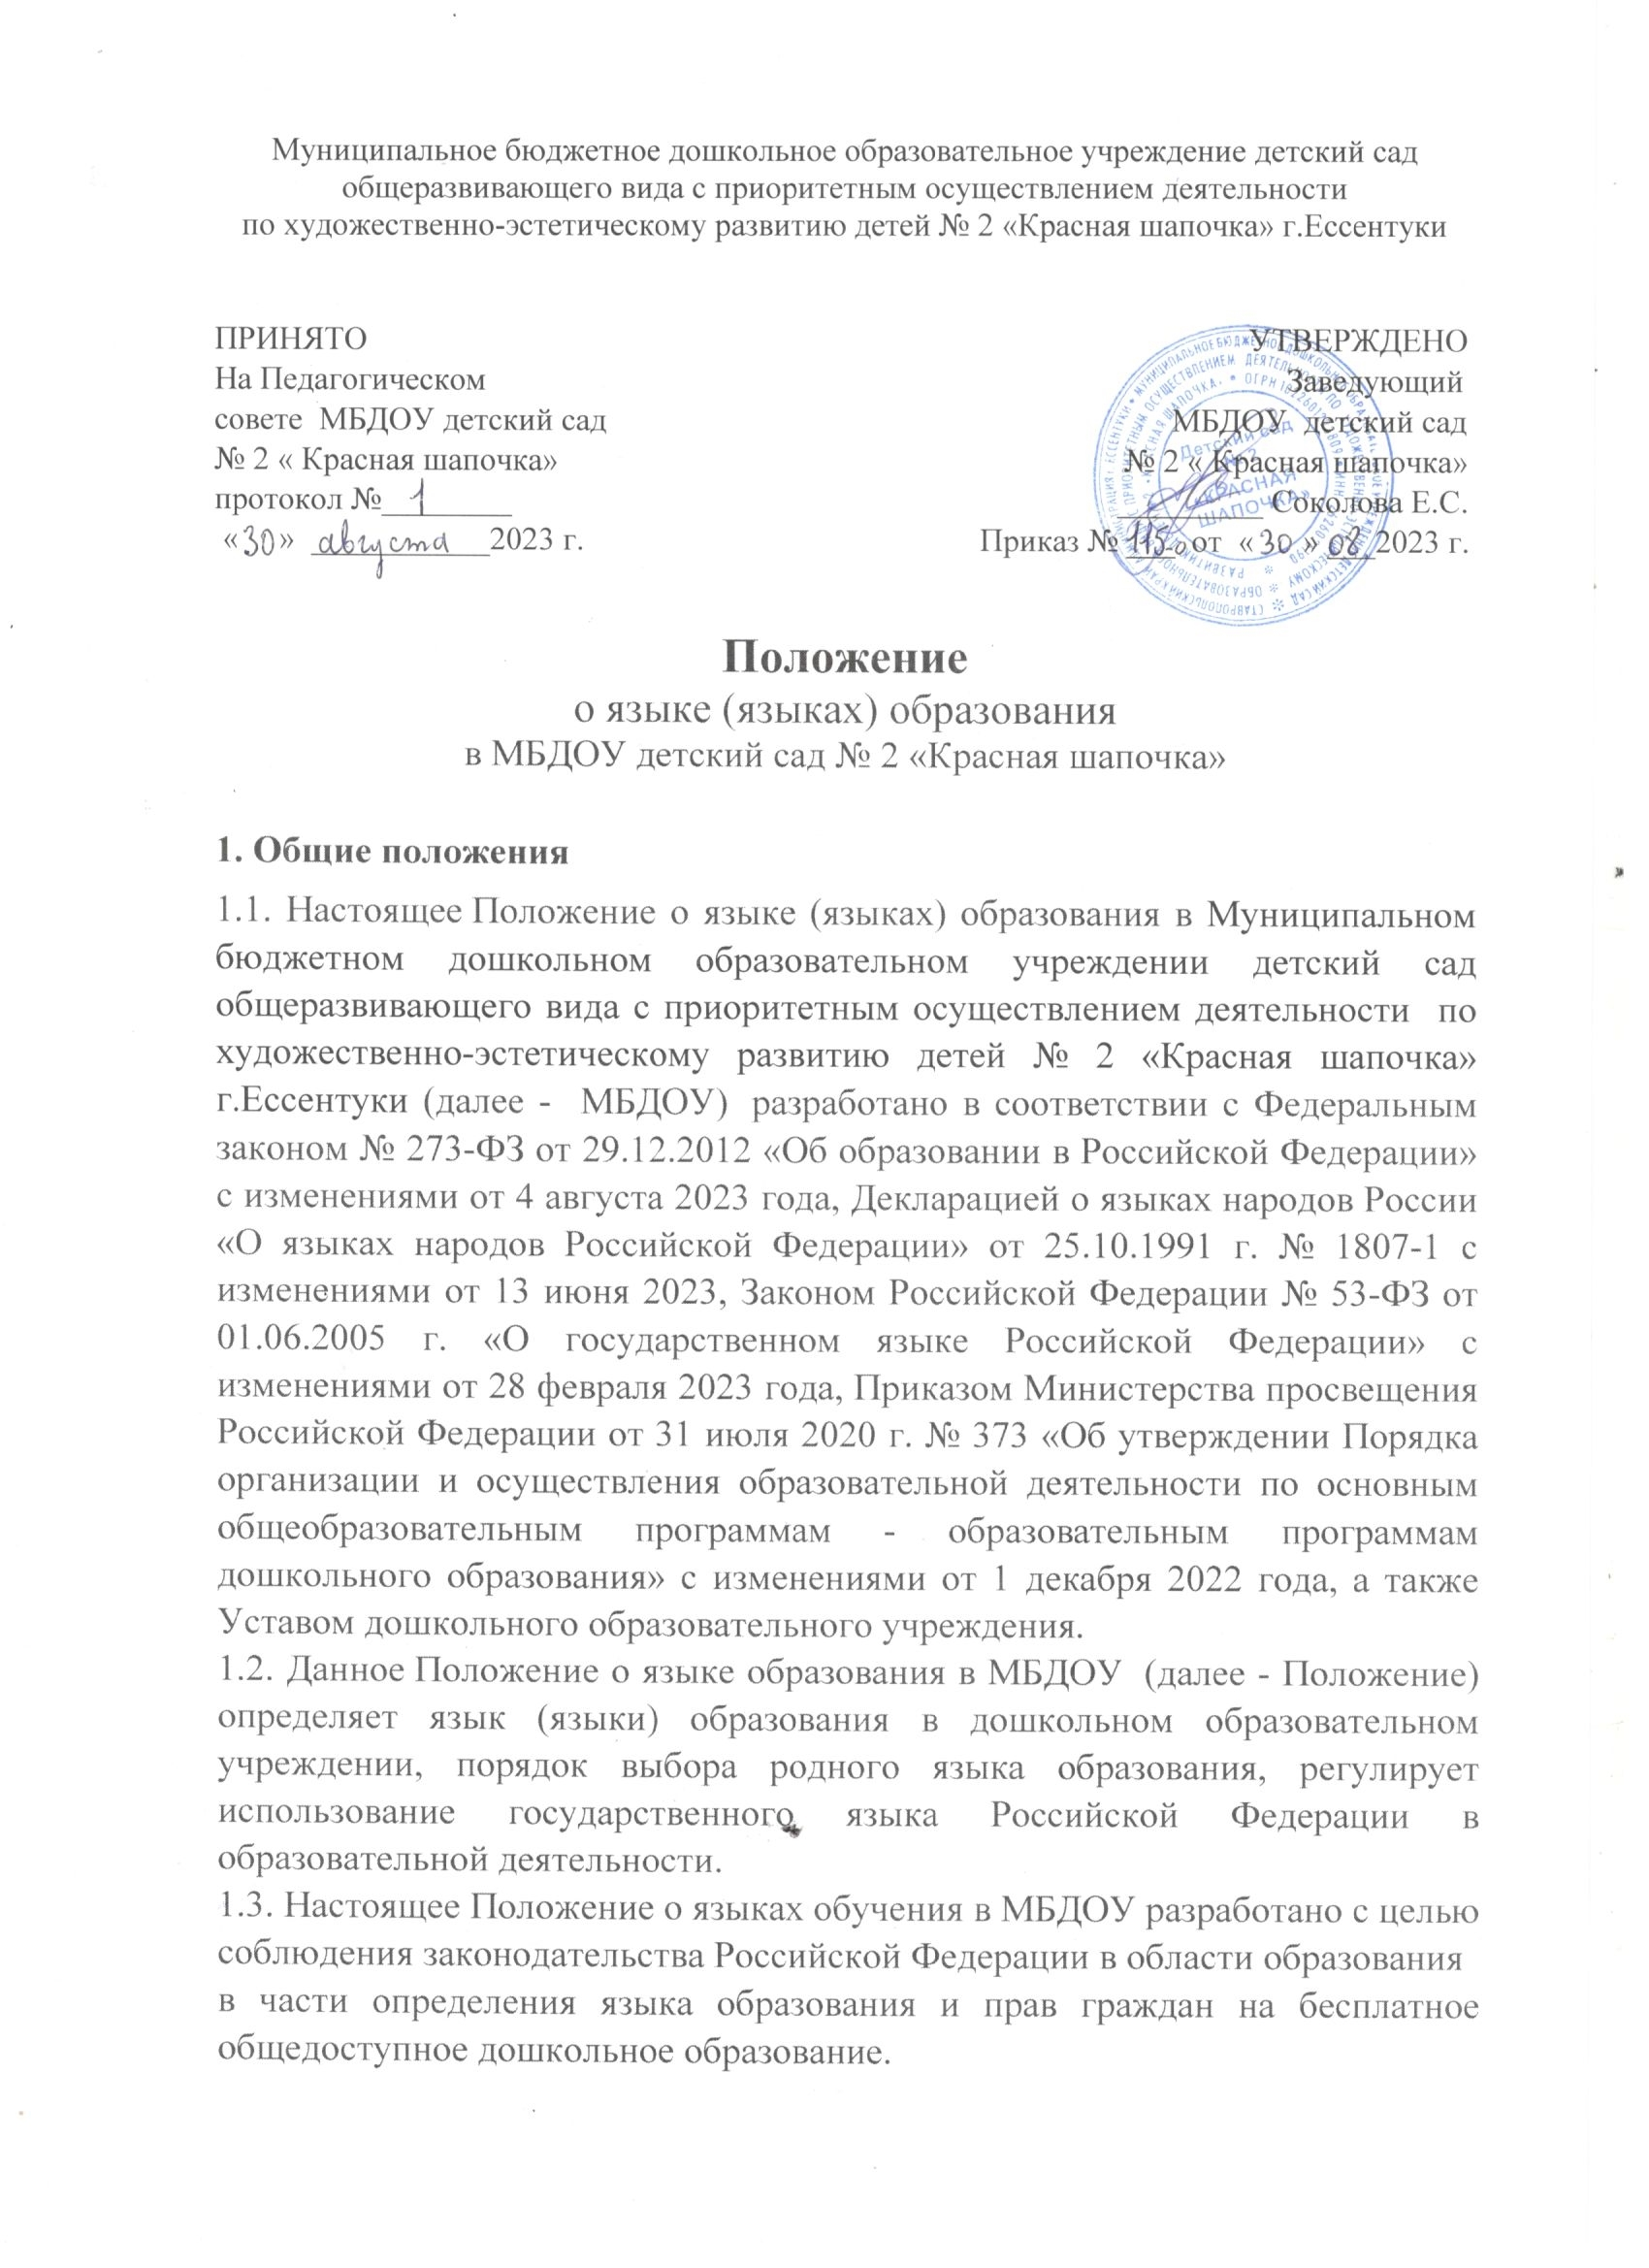 Муниципальное бюджетное дошкольное образовательное учреждение детский сад
общеразвивающего вида с приоритетным осуществлением деятельности
по художественно-эстетическому развитию детей № 2 «Красная шапочка» г.Ессентуки
ПРИНЯТО
На Педагогическом
совете МБДОУ детский сад
№ 2 « Красная шапочка»
протокол № 1
«30» августа 2023 г.
УТВЕРЖДЕНО
Заведующий
МБДОУ детский сад
№ 2 « Красная шапочка»
Соколова Е.С.
Приказ № 115-о от « 30 » 08 2023 г.
Детский сад
№ 2
«КРАСНАЯ
ШАПОЧКА»
Положение
о языке (языках) образования
в МБДОУ детский сад № 2 «Красная шапочка»
1. Общие положения
1.1. Настоящее Положение о языке (языках) образования в Муниципальном
бюджетном дошкольном образовательном учреждении детский сад
общеразвивающего вида с приоритетным осуществлением деятельности по
художественно-эстетическому развитию детей № 2 «Красная шапочка»
г.Ессентуки (далее - МБДОУ) разработано в соответствии с Федеральным
законом № 273-ФЗ от 29.12.2012 «Об образовании в Российской Федерации»
с изменениями от 4 августа 2023 года, Декларацией о языках народов России
«О языках народов Российской Федерации» от 25.10.1991 г. № 1807-1 с
изменениями от 13 июня 2023, Законом Российской Федерации № 53-ФЗ от
01.06.2005 г. «О государственном языке Российской Федерации» с
изменениями от 28 февраля 2023 года, Приказом Министерства просвещения
Российской Федерации от 31 июля 2020 г. № 373 «Об утверждении Порядка
организации и осуществления образовательной деятельности по основным
общеобразовательным программам - образовательным программам
дошкольного образования» с изменениями от 1 декабря 2022 года, а также
Уставом дошкольного образовательного учреждения.
1.2. Данное Положение о языке образования в МБДОУ (далее - Положение)
определяет язык (языки) образования в дошкольном образовательном
учреждении, порядок выбора родного языка образования, регулирует
использование государственного языка Российской Федерации в
образовательной деятельности.
1.3. Настоящее Положение о языках обучения в МБДОУ разработано с целью
соблюдения законодательства Российской Федерации в области образования
в части определения языка образования и прав граждан на бесплатное
общедоступное дошкольное образование.